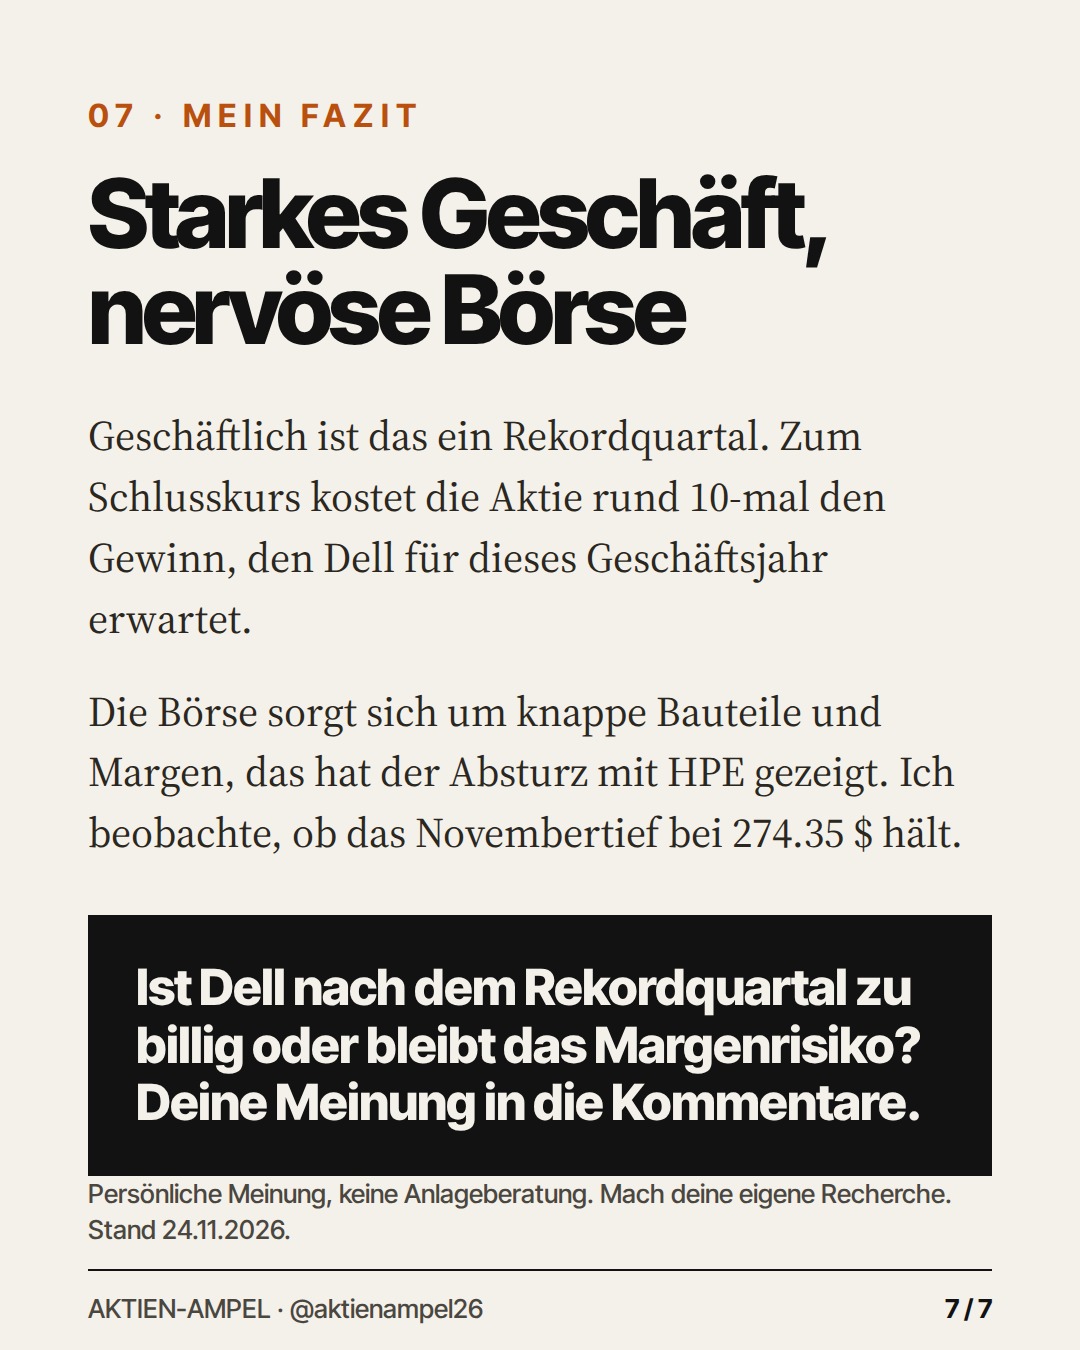 07 · MEIN FAZIT
Starkes Geschäft,
nervöse Börse
Geschäftlich ist das ein Rekordquartal. Zum
Schlusskurs kostet die Aktie rund 10-mal den
Gewinn, den Dell für dieses Geschäftsjahr
erwartet.
Die Börse sorgt sich um knappe Bauteile und
Margen, das hat der Absturz mit HPE gezeigt. Ich
beobachte, ob das Novembertief bei 274.35 $ hält.
Ist Dell nach dem Rekordquartal zu
billig oder bleibt das Margenrisiko?
Deine Meinung in die Kommentare.
Persönliche Meinung, keine Anlageberatung. Mach deine eigene Recherche.
Stand 24.11.2026.
AKTIEN-AMPEL · @aktienampel26
7/7